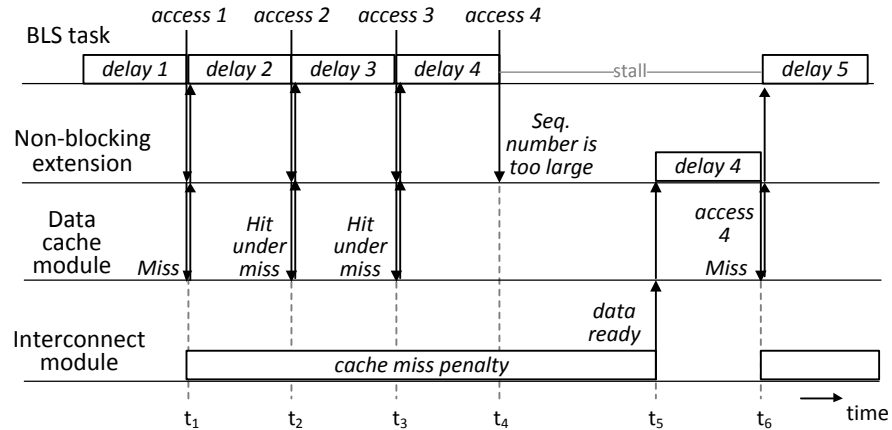 access 1 access 2 access 3 access 4
BLS task
delay 1 delay 2 delay 3 delay 4 stall delay 5
Non-blocking
extension
Seq.
number is
too large
delay 4
Data
cache
module
Miss
Hit
under
miss
Hit
under
miss
access
4
Miss
data
ready
Interconnect
module
cache miss penalty
t1 t2 t3 t4 t5 t6 time